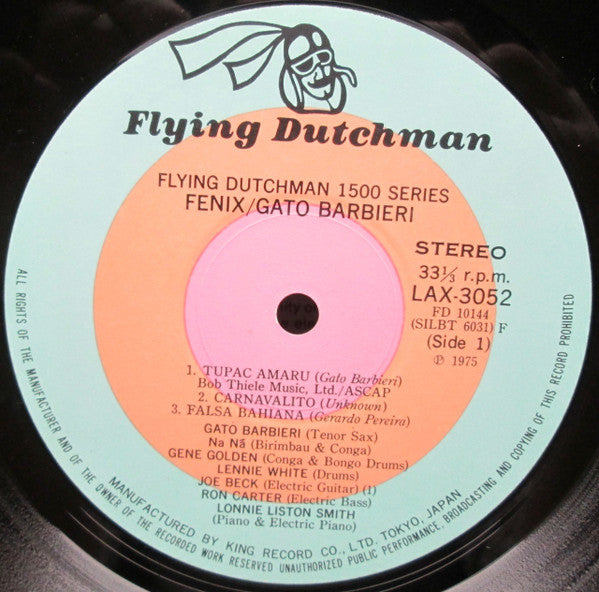 Flying Dutchman
FLYING DUTCHMAN 1500 SERIES
FENIX/GATO BARBIERI
STEREO
33⅓ r.p.m.
LAX-3052
FD 10144
(SILBT 6031) F
(Side 1)
℗ 1975
1. TUPAC AMARU (Gato Barbieri)
Bob Thiele Music, Ltd./ASCAP
2. CARNAVALITO (Unknown)
3. FALSA BAHIANA (Gerardo Pereira)
GATO BARBIERI (Tenor Sax)
Na Nã (Birimbau & Conga)
GENE GOLDEN (Conga & Bongo Drums)
LENNIE WHITE (Drums)
JOE BECK (Electric Guitar) (1)
RON CARTER (Electric Bass)
LONNIE LISTON SMITH
(Piano & Electric Piano)
MANUFACTURED BY KING RECORD CO., LTD. TOKYO, JAPAN
ALL RIGHTS OF THE MANUFACTURER AND OF THE OWNER OF THE RECORDED WORK RESERVED UNAUTHORIZED PUBLIC PERFORMANCE, BROADCASTING AND COPYING OF THIS RECORD PROHIBITED